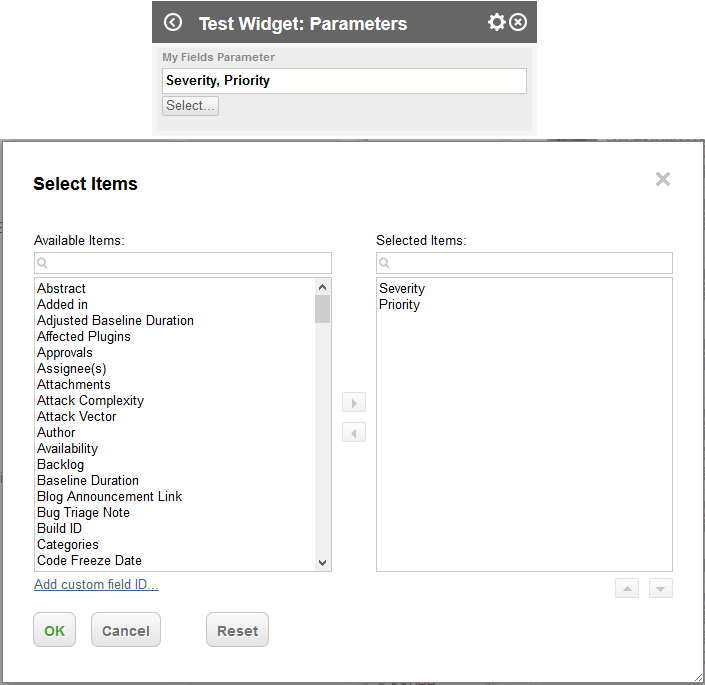 Test Widget: Parameters
My Fields Parameter
Severity, Priority
Select...
Select Items
Available Items:
Abstract
Added in
Adjusted Baseline Duration
Affected Plugins
Approvals
Assignee(s)
Attachments
Attack Complexity
Attack Vector
Author
Availability
Backlog
Baseline Duration
Blog Announcement Link
Bug Triage Note
Build ID
Categories
Code Freeze Date
Add custom field ID...
Selected Items:
Severity
Priority
OK
Cancel
Reset